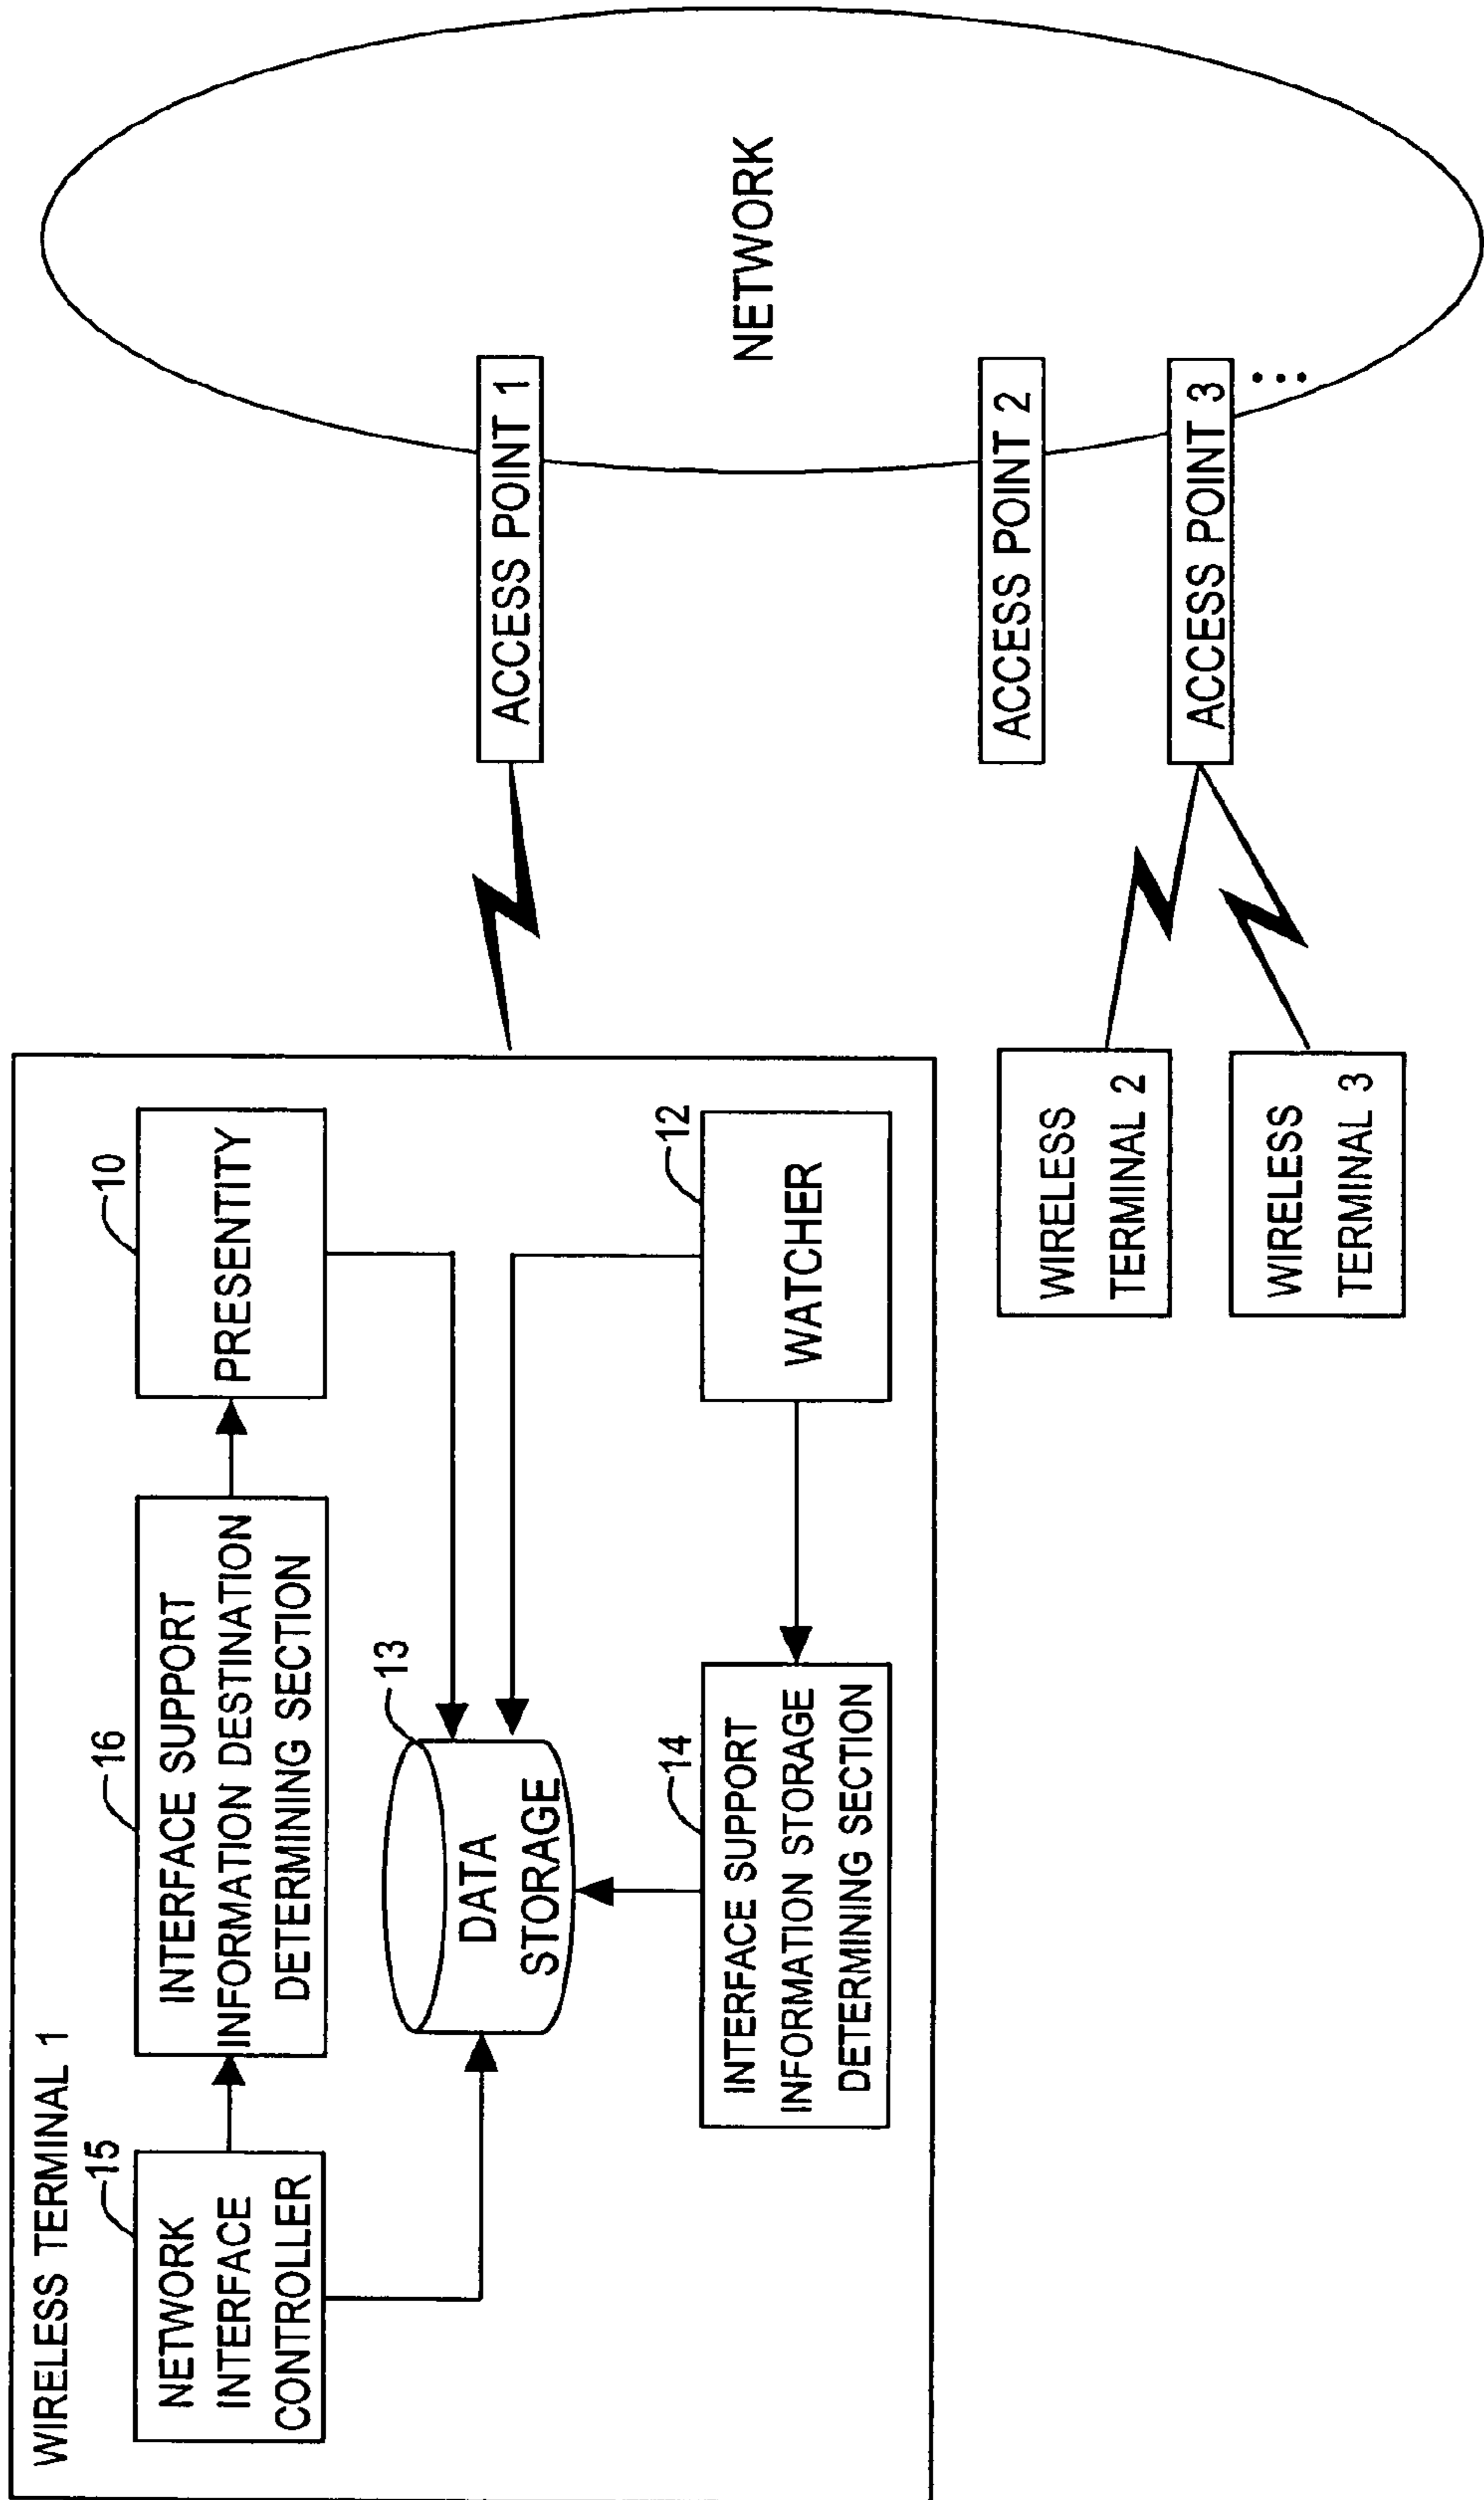 WIRELESS TERMINAL 1
15
NETWORK
INTERFACE
CONTROLLER
16
INTERFACE SUPPORT
INFORMATION DESTINATION
DETERMINING SECTION
10
PRESENTITY
13
DATA
STORAGE
14
INTERFACE SUPPORT
INFORMATION STORAGE
DETERMINING SECTION
12
WATCHER
ACCESS POINT 1
NETWORK
ACCESS POINT 2
ACCESS POINT 3
WIRELESS
TERMINAL 2
WIRELESS
TERMINAL 3